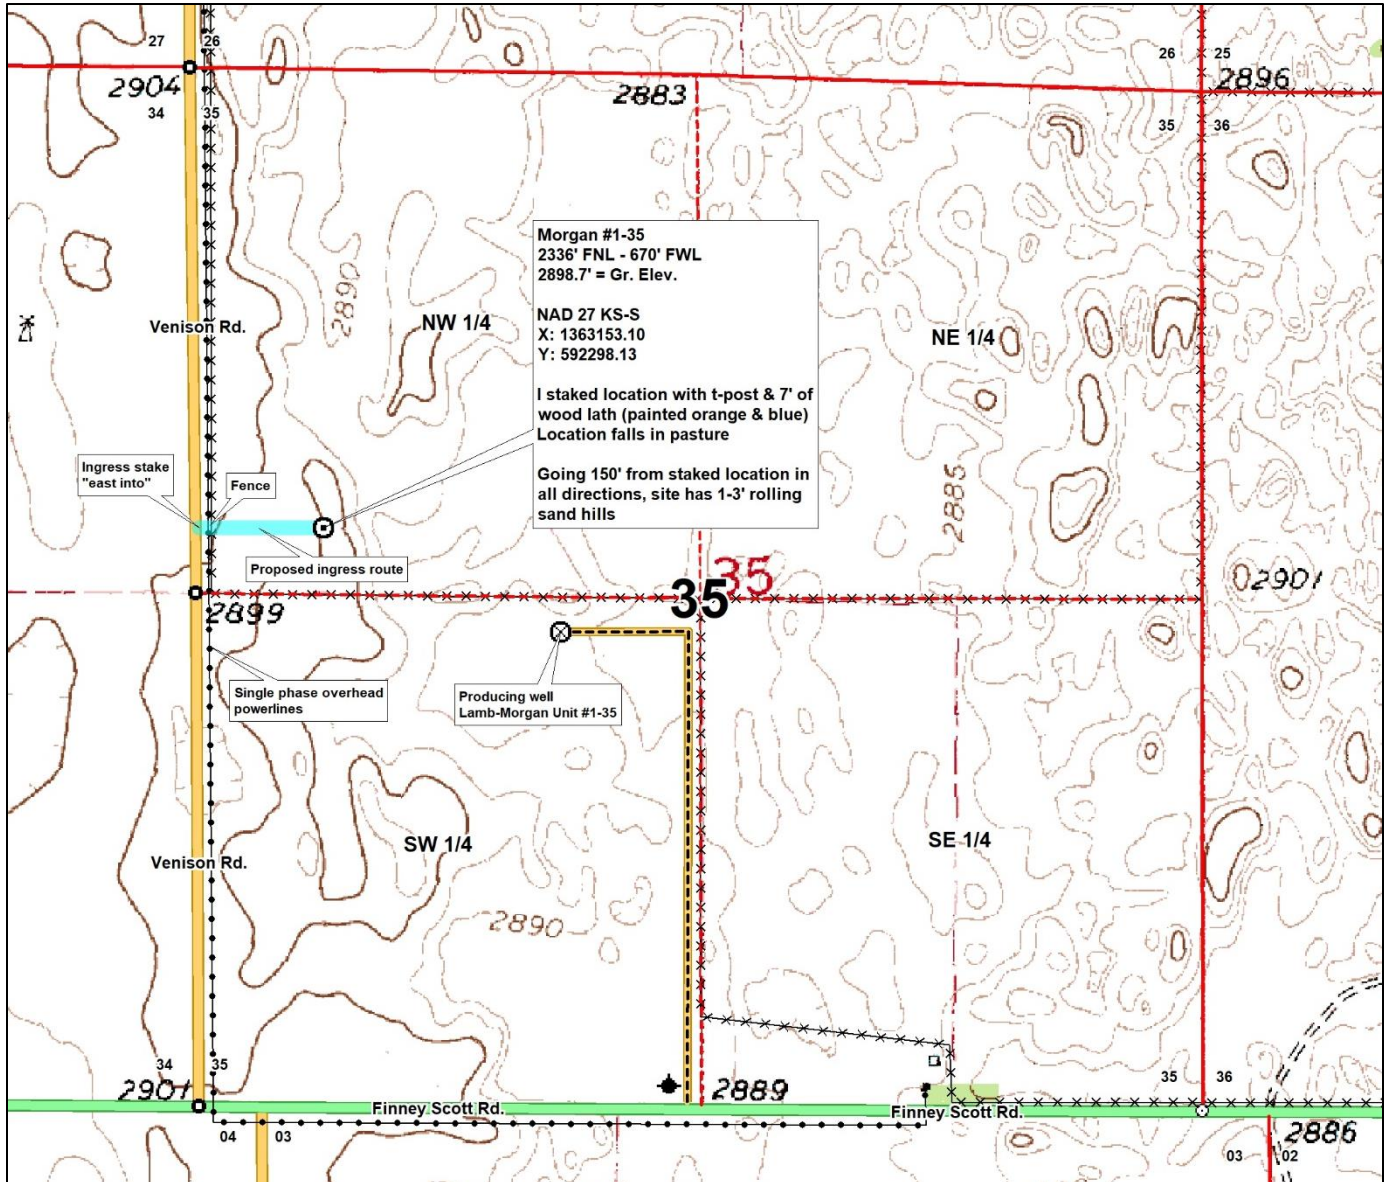 27
26
26
25
2904
2883
2896
34
35
35
36
Morgan #1-35
2336' FNL - 670' FWL
2898.7' = Gr. Elev.
NAD 27 KS-S
X: 1363153.10
Y: 592298.13
I staked location with t-post & 7' of
wood lath (painted orange & blue)
Location falls in pasture
Going 150' from staked location in
all directions, site has 1-3' rolling
sand hills
2890
Venison Rd.
NW 1/4
NE 1/4
Ingress stake
"east into"
Fence
2885
Proposed ingress route
35
35
2901
2899
Single phase overhead
powerlines
Producing well
Lamb-Morgan Unit #1-35
SW 1/4
SE 1/4
Venison Rd.
2890
34
35
35
36
2901
2889
Finney Scott Rd.
Finney Scott Rd.
04
03
2886
03
02